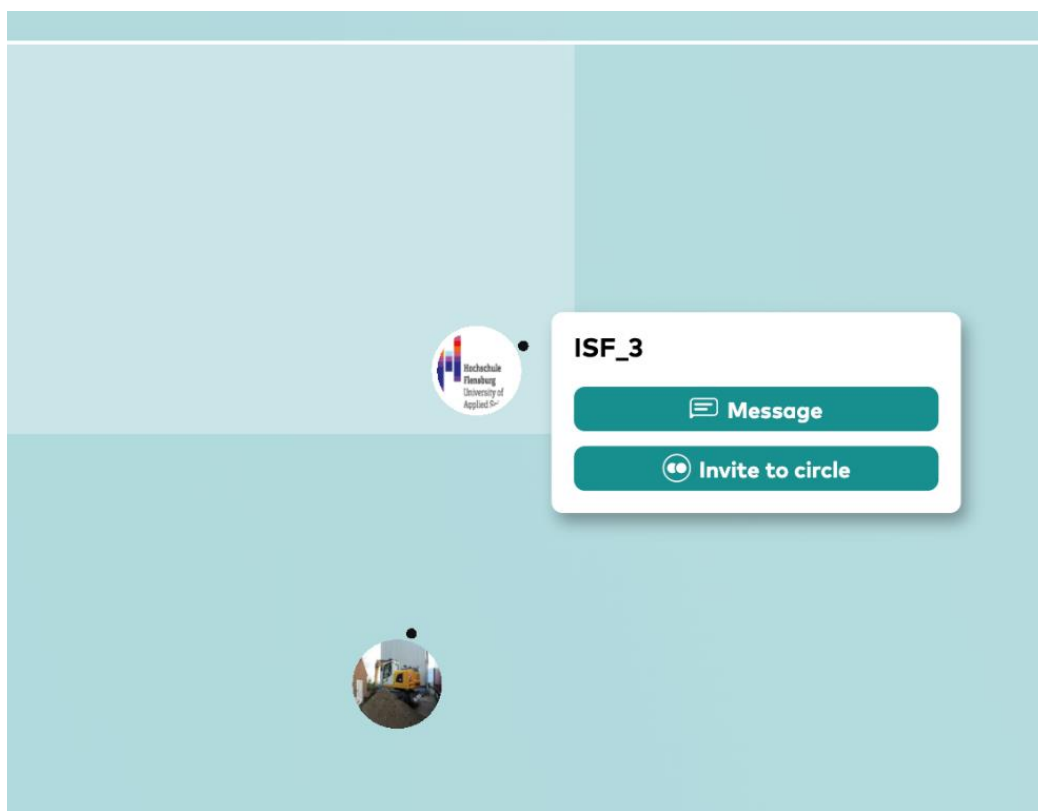 Hochschule
Flensburg
University of
Applied
ISF_3
Message
Invite to circle